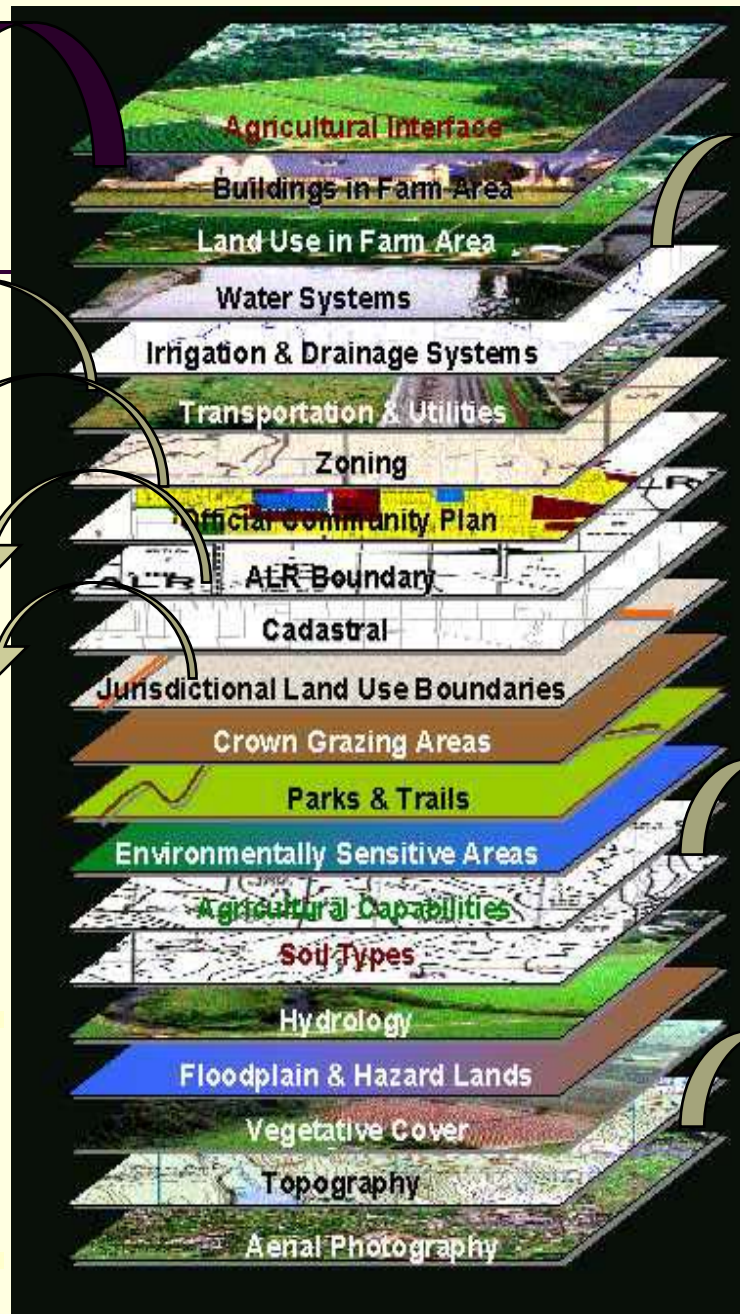 Agricultural Interface
Buildings in Farm Area
Land Use in Farm Area
Water Systems
Irrigation & Drainage Systems
Transportation & Utilities
Zoning
Official Community Plan
ALR
ALR Boundary
Cadastral
Jurisdictional Land Use Boundaries
Crown Grazing Areas
Parks & Trails
Environmentally Sensitive Areas
Agricultural Capabilities
Soil Types
Hydrology
Floodplain & Hazard Lands
Vegetative Cover
Topography
Aerial Photography